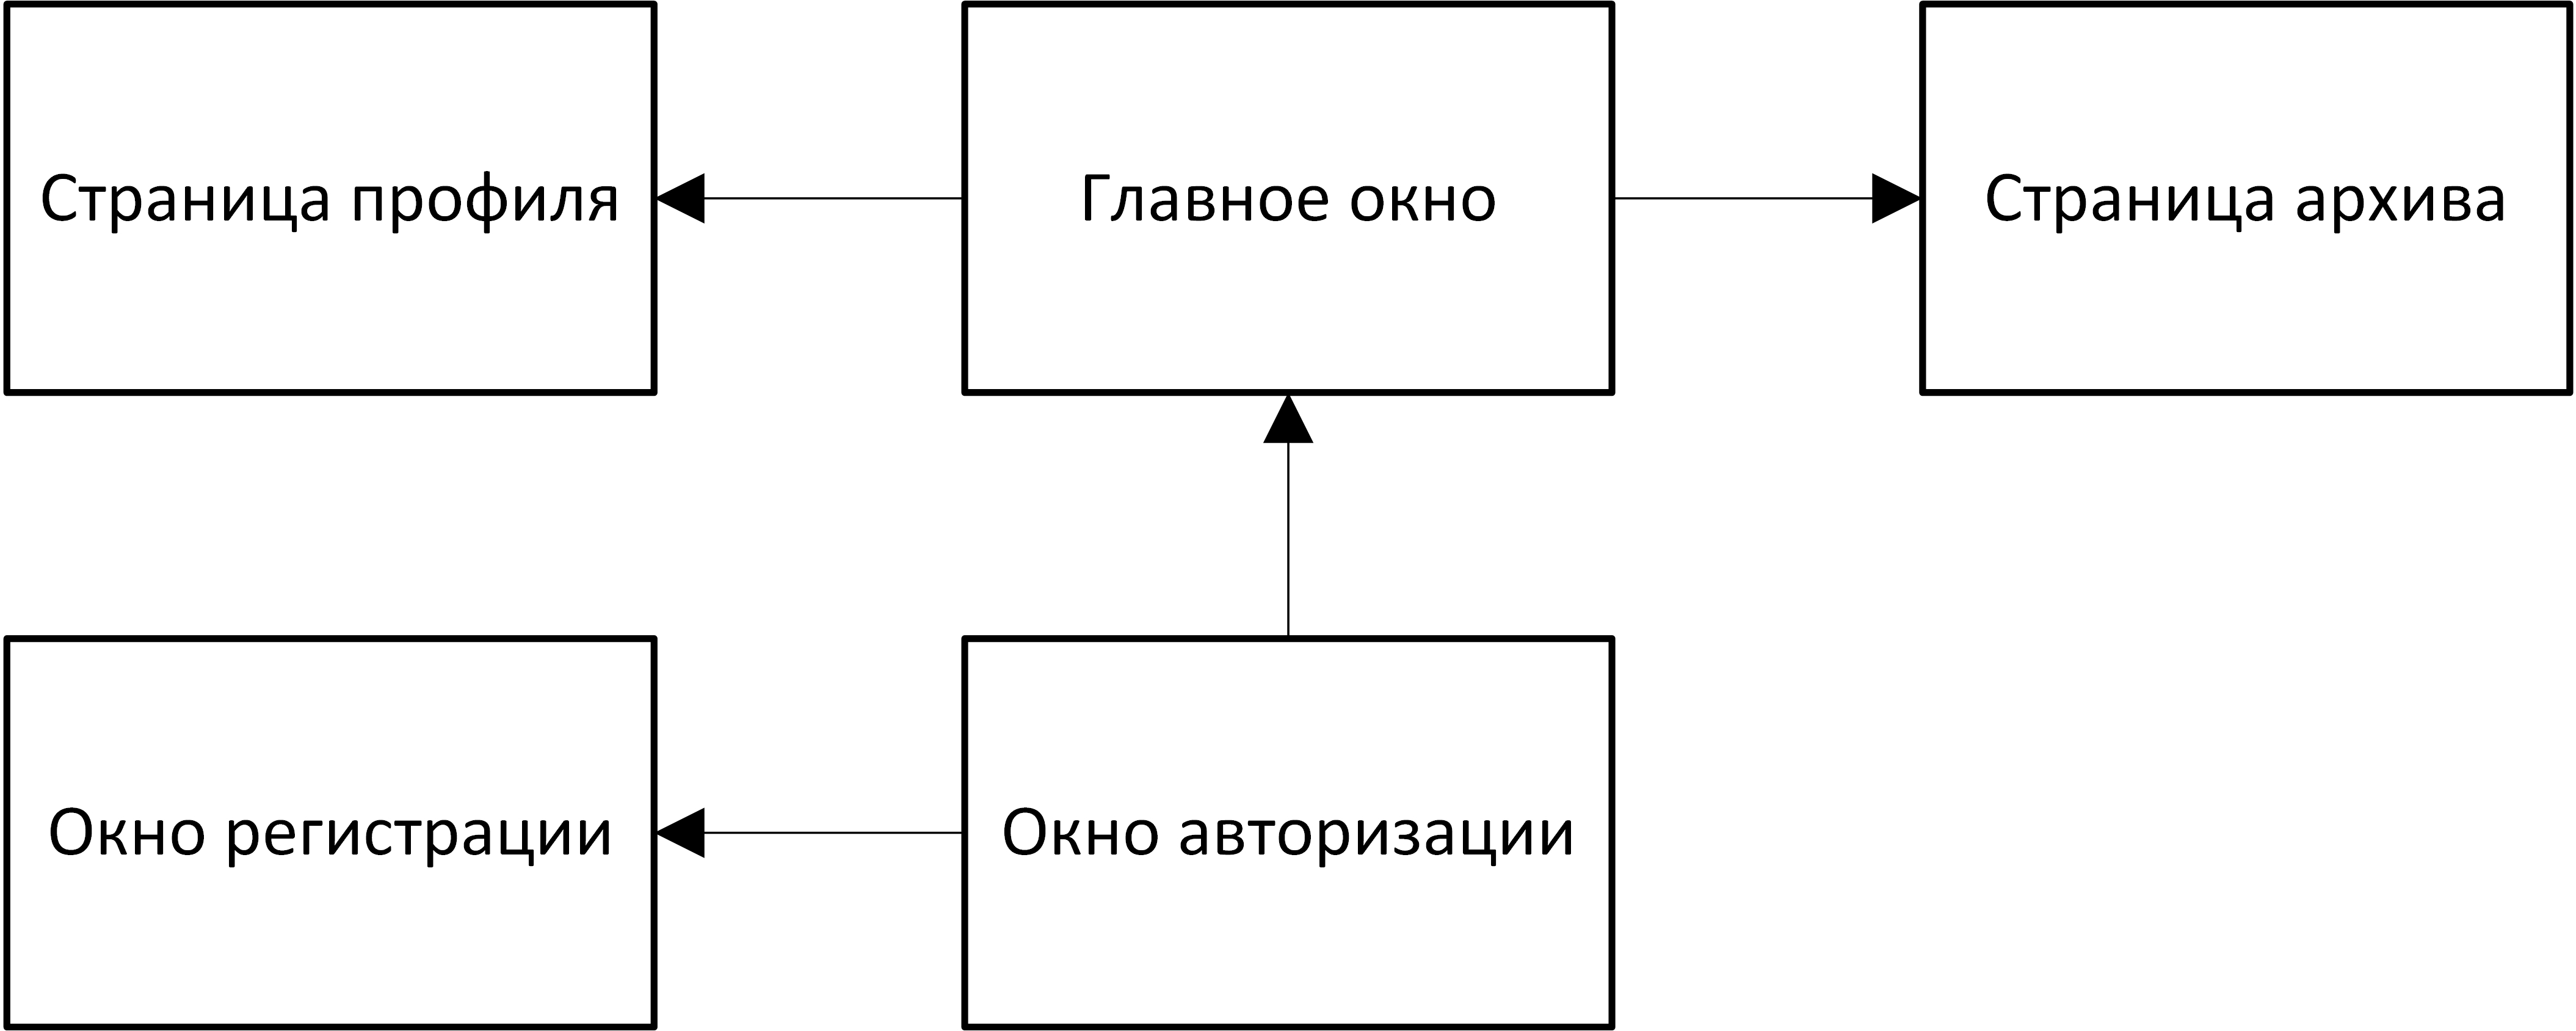 Страница профиля
Главное окно
Страница архива
Окно регистрации
Окно авторизации